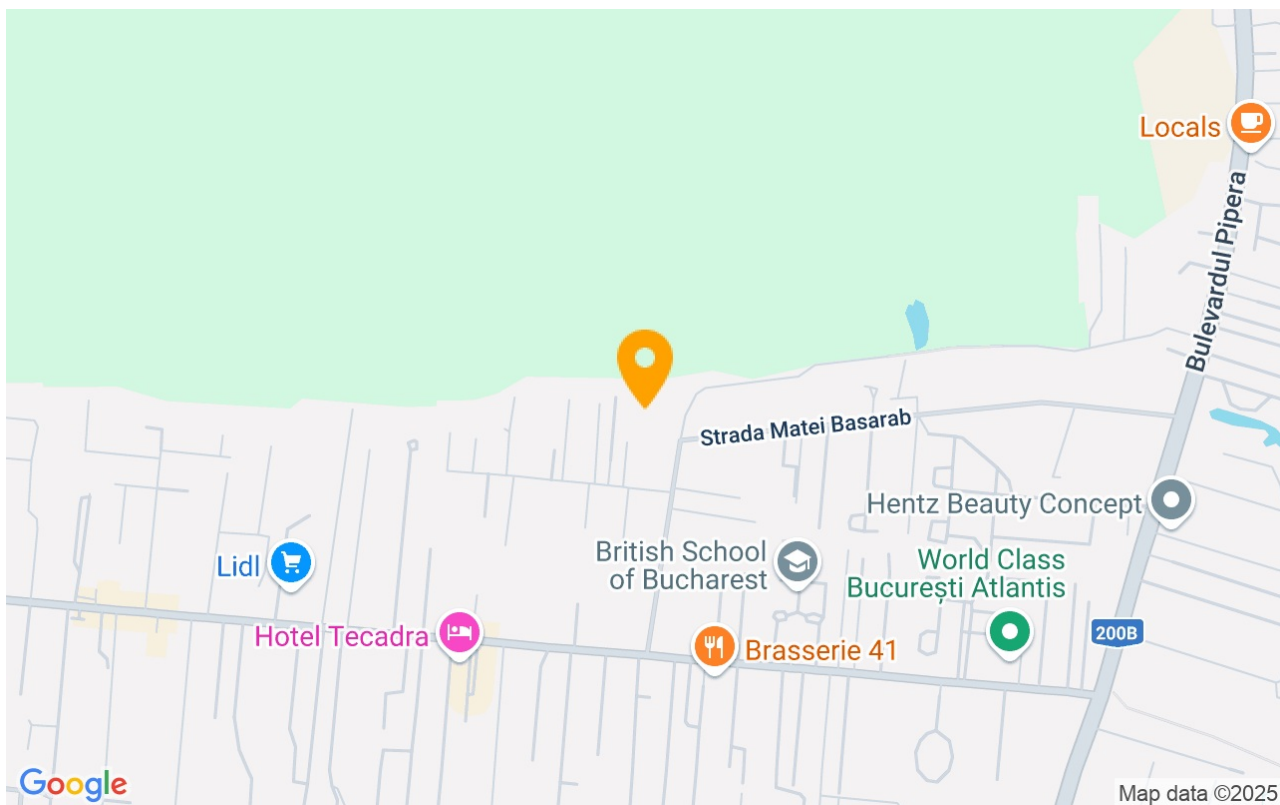 Locals
Bulevardul Pipera
Strada Matei Basarab
Hentz Beauty Concept
British School
of Bucharest
World Class
București Atlantis
Lidl
Hotel Tecadra
Brasserie 41
200B
Google
Map data ©2025